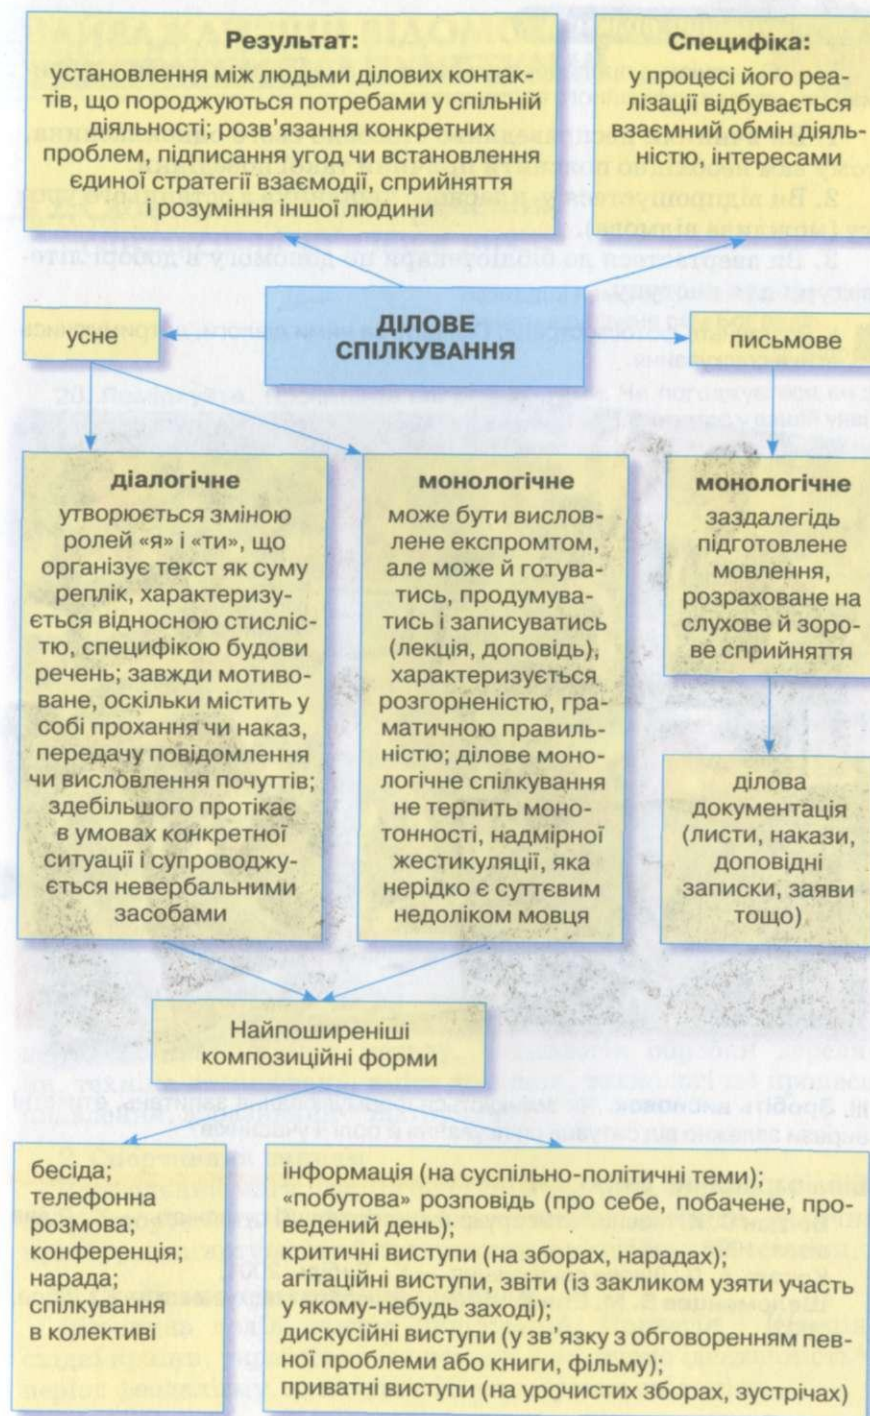 Результат:
установлення між людьми ділових контак-
тів, що породжуються потребами у спільній
діяльності; розв'язання конкретних
проблем, підписання угод чи встановлення
єдиної стратегії взаємодії, сприйняття
і розуміння іншої людини
Специфіка:
у процесі його реа-
лізації відбувається
взаємний обмін діяль-
ністю, інтересами
ДІЛОВЕ
СПІЛКУВАННЯ
усне
письмове
діалогічне
утворюється зміною
ролей «я» і «ти», що
організує текст як суму
реплік, характеризу-
ється відносною стисліс-
тю, специфікою будови
речень; завжди мотиво-
ване, оскільки містить у
собі прохання чи наказ,
передачу повідомлення
чи висловлення почуттів;
здебільшого протікає
в умовах конкретної
ситуації і супроводжу-
ється невербальними
засобами
монологічне
може бути вислов-
лене експромтом,
але може й готува-
тись, продумува-
тись і записуватись
(лекція, доповідь),
характеризується
розгорненістю, гра-
матичною правиль-
ністю; ділове моно-
логічне спілкування
не терпить моно-
тонності, надмірної
жестикуляції, яка
нерідко є суттєвим
недоліком мовця
монологічне
заздалегідь
підготовлене
мовлення,
розраховане на
слухове й зоро-
ве сприйняття
ділова
документація
(листи, накази,
доповідні
записки, заяви
тощо)
Найпоширеніші
композиційні форми
бесіда;
телефонна
розмова;
конференція;
нарада;
спілкування
в колективі
інформація (на суспільно-політичні теми);
«побутова» розповідь (про себе, побачене, про-
ведений день);
критичні виступи (на зборах, нарадах);
агітаційні виступи, звіти (із закликом узяти участь
у якому-небудь заході);
дискусійні виступи (у зв'язку з обговоренням пев-
ної проблеми або книги, фільму);
приватні виступи (на урочистих зборах, зустрічах)